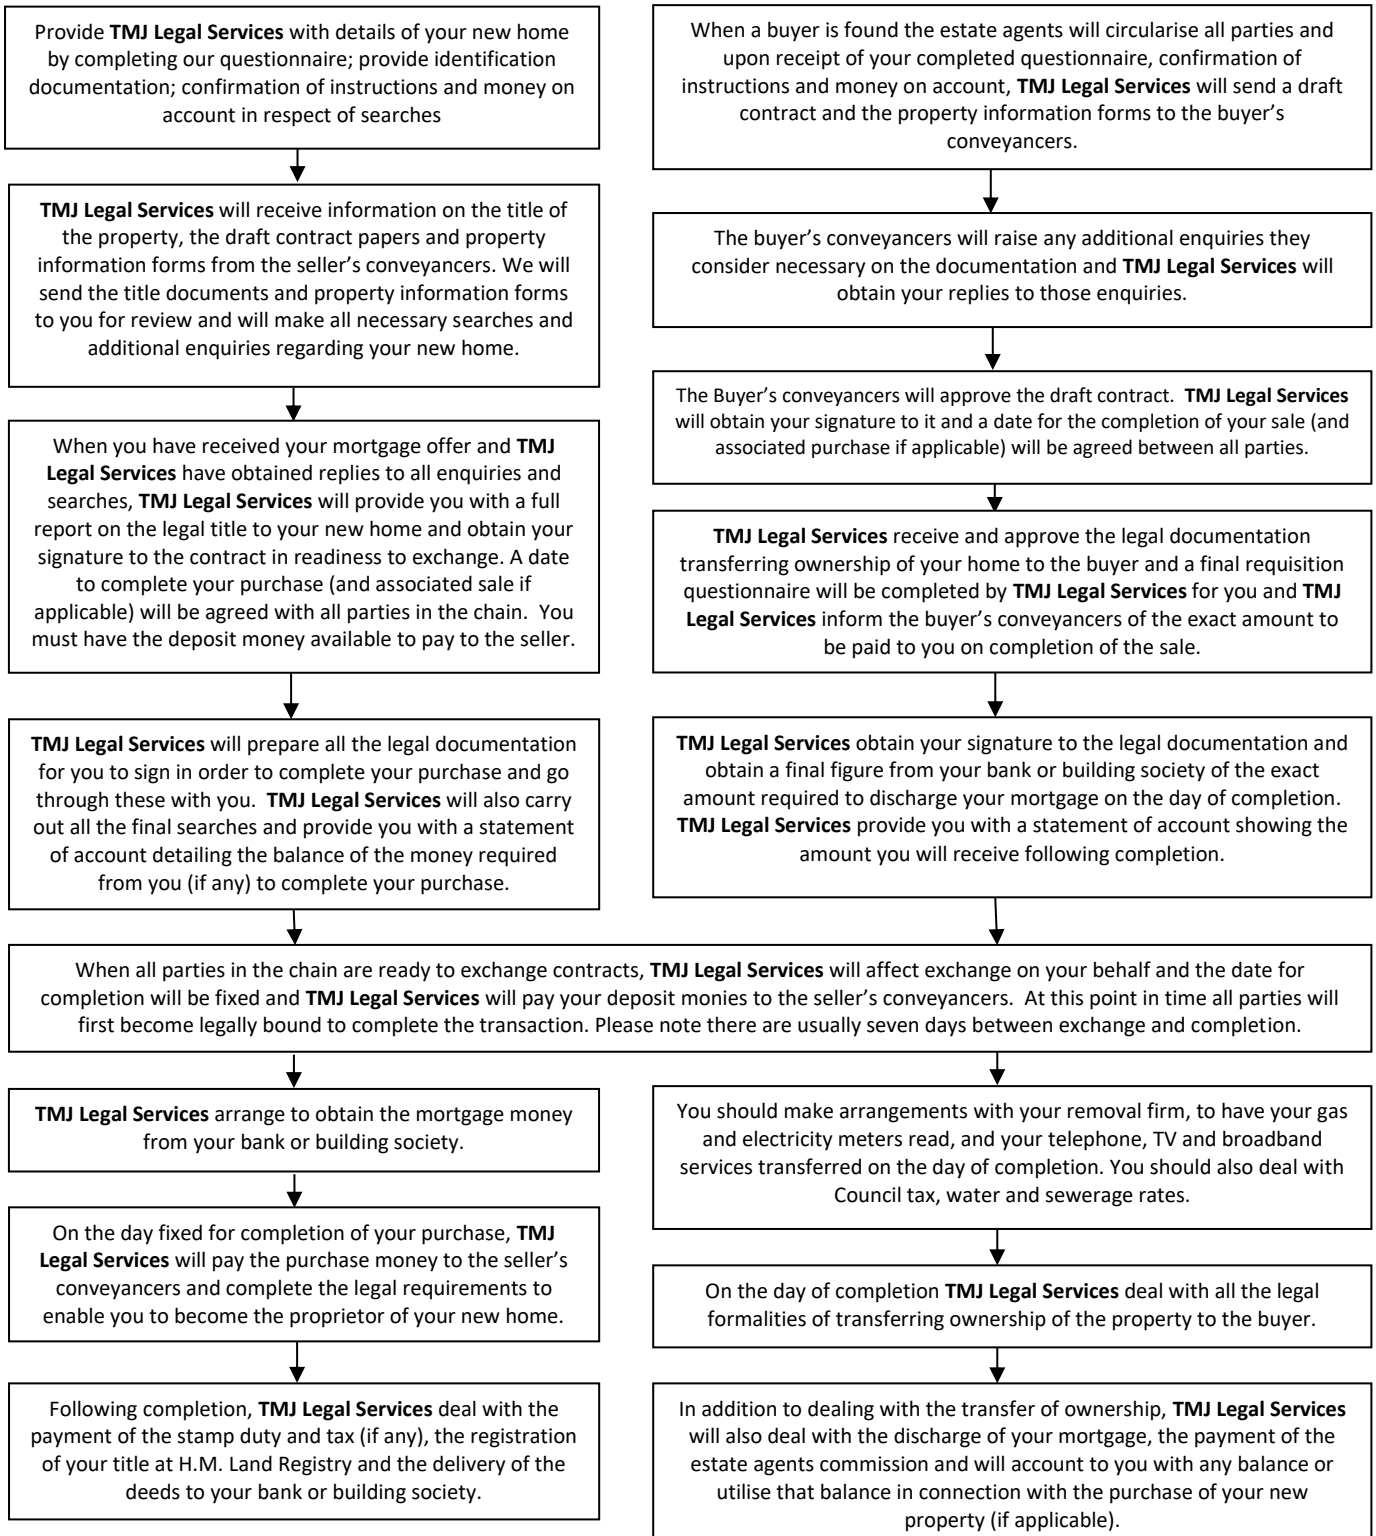 Provide TMJ Legal Services with details of your new home
by completing our questionnaire; provide identification
documentation; confirmation of instructions and money on
account in respect of searches
TMJ Legal Services will receive information on the title of
the property, the draft contract papers and property
information forms from the seller's conveyancers. We will
send the title documents and property information forms
to you for review and will make all necessary searches and
additional enquiries regarding your new home.
When you have received your mortgage offer and TMJ
Legal Services have obtained replies to all enquiries and
searches, TMJ Legal Services will provide you with a full
report on the legal title to your new home and obtain your
signature to the contract in readiness to exchange. A date
to complete your purchase (and associated sale if
applicable) will be agreed with all parties in the chain. You
must have the deposit money available to pay to the seller.
TMJ Legal Services will prepare all the legal documentation
for you to sign in order to complete your purchase and go
through these with you. TMJ Legal Services will also carry
out all the final searches and provide you with a statement
of account detailing the balance of the money required
from you (if any) to complete your purchase.
When a buyer is found the estate agents will circularise all parties and
upon receipt of your completed questionnaire, confirmation of
instructions and money on account, TMJ Legal Services will send a draft
contract and the property information forms to the buyer's
conveyancers.
The buyer's conveyancers will raise any additional enquiries they
consider necessary on the documentation and TMJ Legal Services will
obtain your replies to those enquiries.
The Buyer's conveyancers will approve the draft contract. TMJ Legal Services
will obtain your signature to it and a date for the completion of your sale (and
associated purchase if applicable) will be agreed between all parties.
TMJ Legal Services receive and approve the legal documentation
transferring ownership of your home to the buyer and a final requisition
questionnaire will be completed by TMJ Legal Services for you and TMJ
Legal Services inform the buyer's conveyancers of the exact amount to
be paid to you on completion of the sale.
TMJ Legal Services obtain your signature to the legal documentation and
obtain a final figure from your bank or building society of the exact
amount required to discharge your mortgage on the day of completion.
TMJ Legal Services provide you with a statement of account showing the
amount you will receive following completion.
When all parties in the chain are ready to exchange contracts, TMJ Legal Services will affect exchange on your behalf and the date for
completion will be fixed and TMJ Legal Services will pay your deposit monies to the seller's conveyancers. At this point in time all parties will
first become legally bound to complete the transaction. Please note there are usually seven days between exchange and completion.
TMJ Legal Services arrange to obtain the mortgage money
from your bank or building society.
On the day fixed for completion of your purchase, TMJ
Legal Services will pay the purchase money to the seller's
conveyancers and complete the legal requirements to
enable you to become the proprietor of your new home.
Following completion, TMJ Legal Services deal with the
payment of the stamp duty and tax (if any), the registration
of your title at H.M. Land Registry and the delivery of the
deeds to your bank or building society.
You should make arrangements with your removal firm, to have your gas
and electricity meters read, and your telephone, TV and broadband
services transferred on the day of completion. You should also deal with
Council tax, water and sewerage rates.
On the day of completion TMJ Legal Services deal with all the legal
formalities of transferring ownership of the property to the buyer.
In addition to dealing with the transfer of ownership, TMJ Legal Services
will also deal with the discharge of your mortgage, the payment of the
estate agents commission and will account to you with any balance or
utilise that balance in connection with the purchase of your new
property (if applicable).